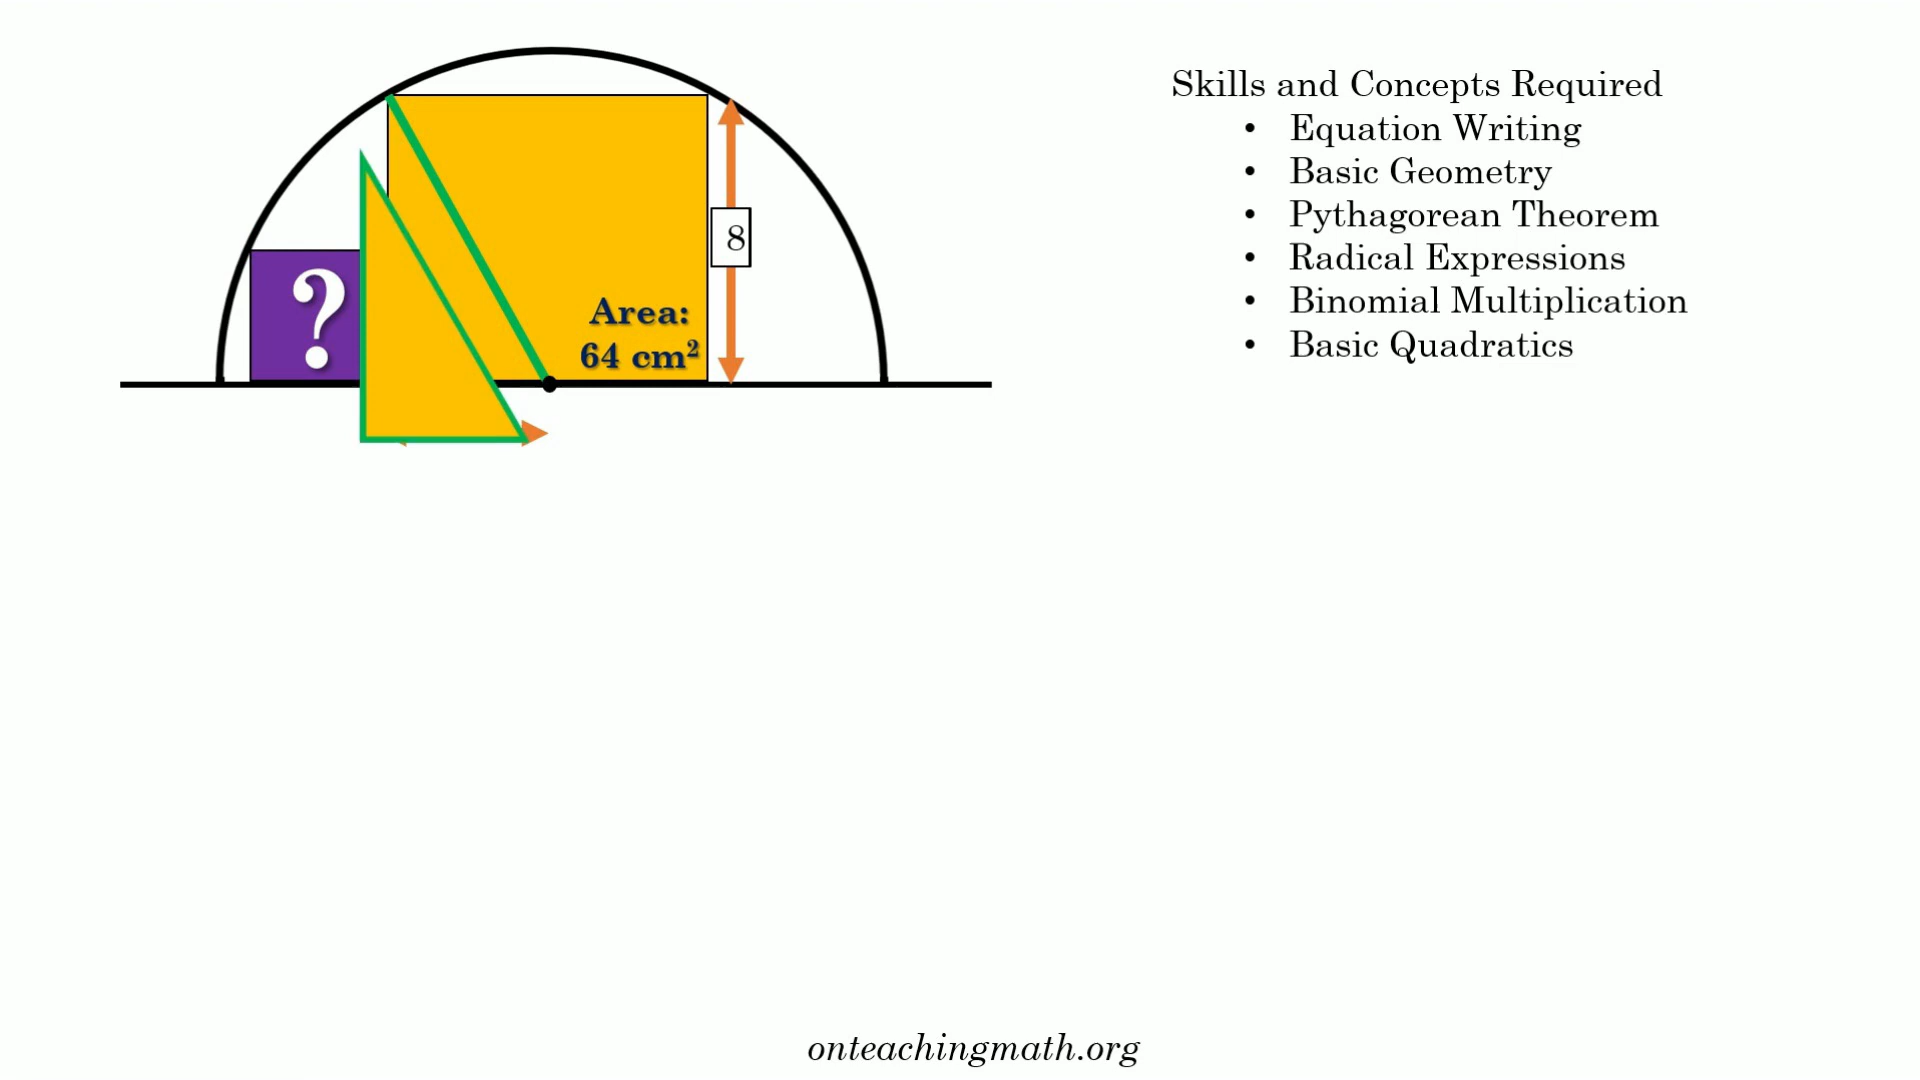 Skills and Concepts Required
• Equation Writing
• Basic Geometry
• Pythagorean Theorem
• Radical Expressions
• Binomial Multiplication
• Basic Quadratics
8
?
Area:
64 cm²
onteachingmath.org